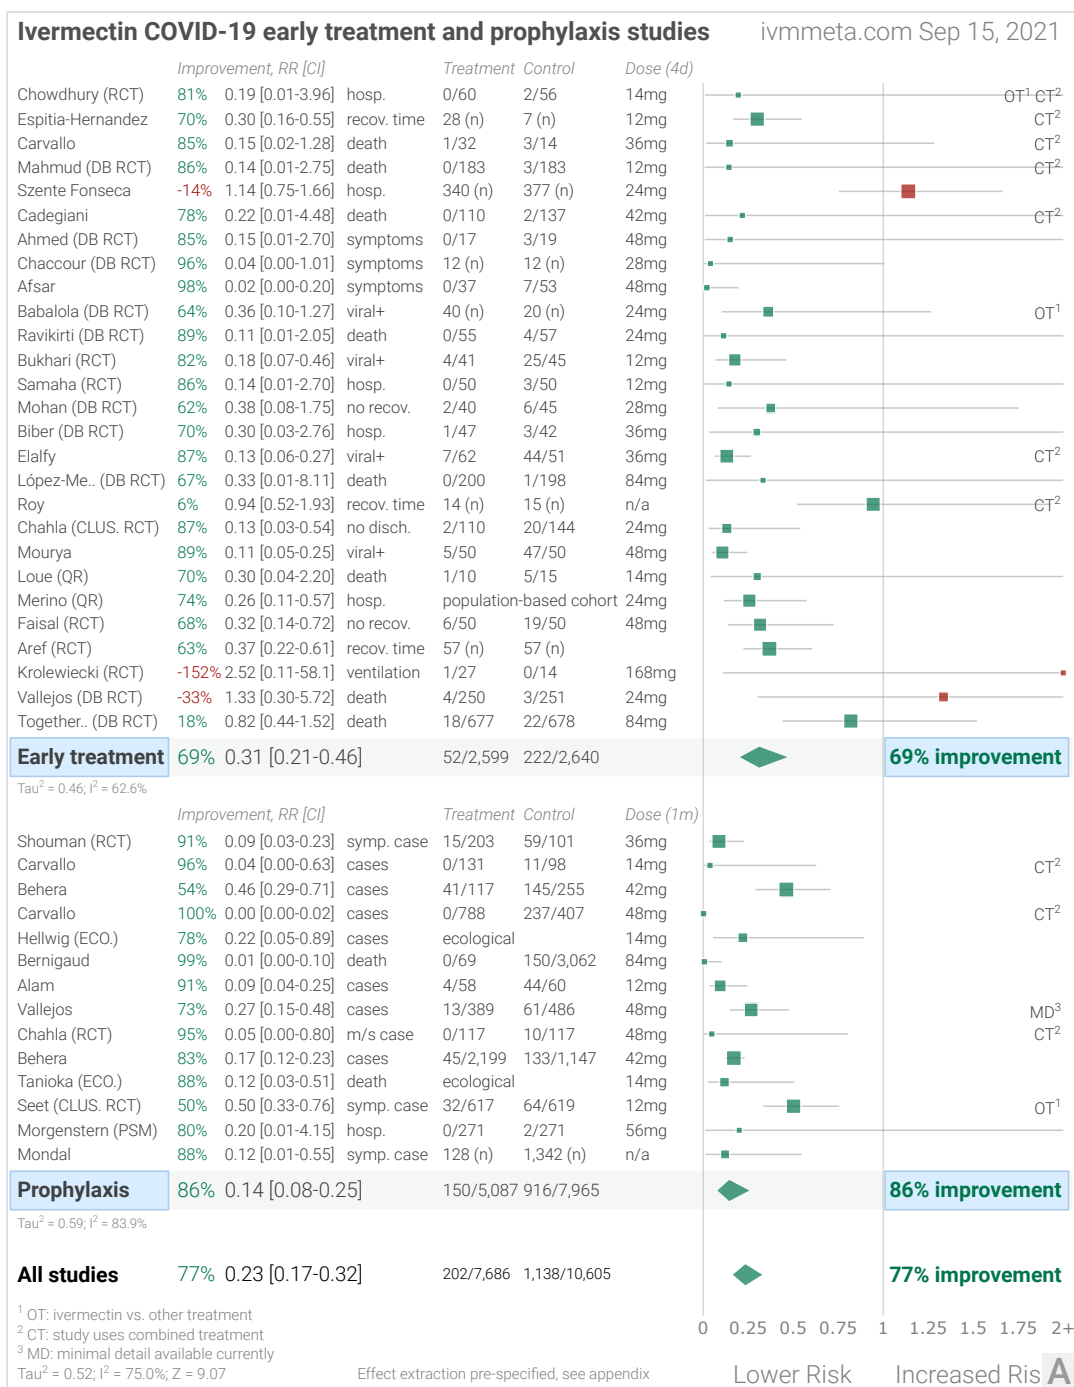 Ivermectin COVID-19 early treatment and prophylaxis studies ivmmeta.com Sep 15, 2021
Improvement, RR [CI] Treatment Control Dose (4d)
Chowdhury (RCT) 81% 0.19 [0.01-3.96] hosp. 0/60 2/56 14mg OT¹ CT²
Espitia-Hernandez 70% 0.30 [0.16-0.55] recov. time 28 (n) 7 (n) 12mg CT²
Carvallo 85% 0.15 [0.02-1.28] death 1/32 3/14 36mg CT²
Mahmud (DB RCT) 86% 0.14 [0.01-2.75] death 0/183 3/183 12mg CT²
Szente Fonseca -14% 1.14 [0.75-1.66] hosp. 340 (n) 377 (n) 24mg
Cadegiani 78% 0.22 [0.01-4.48] death 0/110 2/137 42mg CT²
Ahmed (DB RCT) 85% 0.15 [0.01-2.70] symptoms 0/17 3/19 48mg
Chaccour (DB RCT) 96% 0.04 [0.00-1.01] symptoms 12 (n) 12 (n) 28mg
Afsar 98% 0.02 [0.00-0.20] symptoms 0/37 7/53 48mg
Babalola (DB RCT) 64% 0.36 [0.10-1.27] viral+ 40 (n) 20 (n) 24mg OT¹
Ravikirti (DB RCT) 89% 0.11 [0.01-2.05] death 0/55 4/57 24mg
Bukhari (RCT) 82% 0.18 [0.07-0.46] viral+ 4/41 25/45 12mg
Samaha (RCT) 86% 0.14 [0.01-2.70] hosp. 0/50 3/50 12mg
Mohan (DB RCT) 62% 0.38 [0.08-1.75] no recov. 2/40 6/45 28mg
Biber (DB RCT) 70% 0.30 [0.03-2.76] hosp. 1/47 3/42 36mg
Elalfy 87% 0.13 [0.06-0.27] viral+ 7/62 44/51 36mg CT²
López-Me.. (DB RCT) 67% 0.33 [0.01-8.11] death 0/200 1/198 84mg
Roy 6% 0.94 [0.52-1.93] recov. time 14 (n) 15 (n) n/a CT²
Chahla (CLUS. RCT) 87% 0.13 [0.03-0.54] no disch. 2/110 20/144 24mg
Mourya 89% 0.11 [0.05-0.25] viral+ 5/50 47/50 48mg
Loue (QR) 70% 0.30 [0.04-2.20] death 1/10 5/15 14mg
Merino (QR) 74% 0.26 [0.11-0.57] hosp. population-based cohort 24mg
Faisal (RCT) 68% 0.32 [0.14-0.72] no recov. 6/50 19/50 48mg
Aref (RCT) 63% 0.37 [0.22-0.61] recov. time 57 (n) 57 (n)
Krolewiecki (RCT) -152% 2.52 [0.11-58.1] ventilation 1/27 0/14 168mg
Vallejos (DB RCT) -33% 1.33 [0.30-5.72] death 4/250 3/251 24mg
Together.. (DB RCT) 18% 0.82 [0.44-1.52] death 18/677 22/678 84mg
Early treatment 69% 0.31 [0.21-0.46] 52/2,599 222/2,640 69% improvement
Tau² = 0.46; I² = 62.6%
Improvement, RR [CI] Treatment Control Dose (1m)
Shouman (RCT) 91% 0.09 [0.03-0.23] symp. case 15/203 59/101 36mg
Carvallo 96% 0.04 [0.00-0.63] cases 0/131 11/98 14mg CT²
Behera 54% 0.46 [0.29-0.71] cases 41/117 145/255 42mg
Carvallo 100% 0.00 [0.00-0.02] cases 0/788 237/407 48mg CT²
Hellwig (ECO.) 78% 0.22 [0.05-0.89] cases ecological 14mg
Bernigaud 99% 0.01 [0.00-0.10] death 0/69 150/3,062 84mg
Alam 91% 0.09 [0.04-0.25] cases 4/58 44/60 12mg
Vallejos 73% 0.27 [0.15-0.48] cases 13/389 61/486 48mg MD³
Chahla (RCT) 95% 0.05 [0.00-0.80] m/s case 0/117 10/117 48mg CT²
Behera 83% 0.17 [0.12-0.23] cases 45/2,199 133/1,147 42mg
Tanioka (ECO.) 88% 0.12 [0.03-0.51] death ecological 14mg
Seet (CLUS. RCT) 50% 0.50 [0.33-0.76] symp. case 32/617 64/619 12mg OT¹
Morgenstern (PSM) 80% 0.20 [0.01-4.15] hosp. 0/271 2/271 56mg
Mondal 88% 0.12 [0.01-0.55] symp. case 128 (n) 1,342 (n) n/a
Prophylaxis 86% 0.14 [0.08-0.25] 150/5,087 916/7,965 86% improvement
Tau² = 0.59; I² = 83.9%
All studies 77% 0.23 [0.17-0.32] 202/7,686 1,138/10,605 77% improvement
¹ OT: ivermectin vs. other treatment
² CT: study uses combined treatment
³ MD: minimal detail available currently
0 0.25 0.5 0.75 1 1.25 1.5 1.75 2+
Tau² = 0.52; I² = 75.0%; Z = 9.07 Effect extraction pre-specified, see appendix Lower Risk Increased Ris A